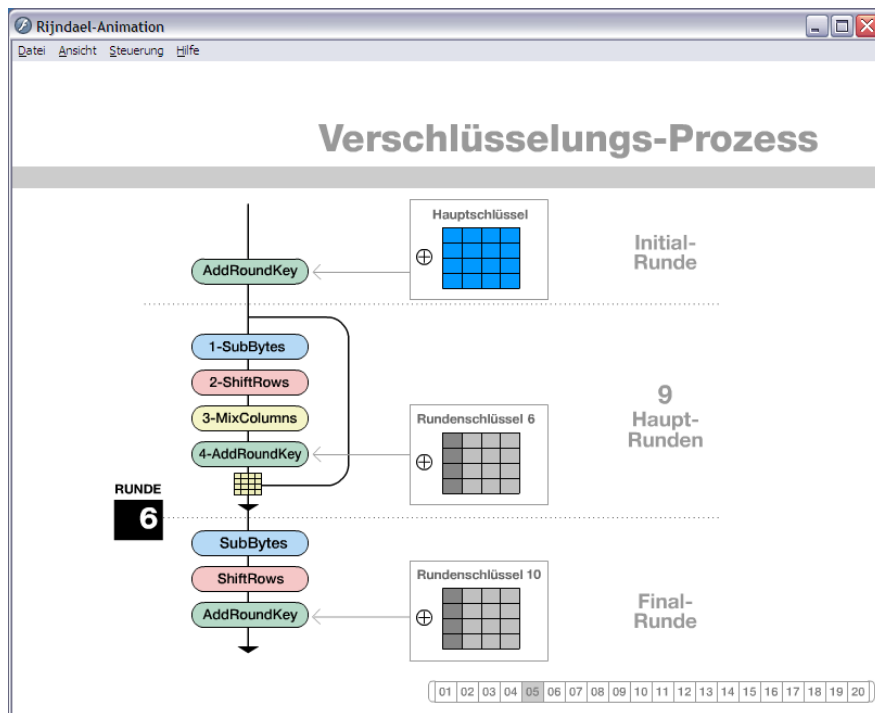 Rijndael-Animation
Datei Ansicht Steuerung Hilfe
Verschlüsselungs-Prozess
Hauptschlüssel
Initial-
Runde
AddRoundKey
1-SubBytes
2-ShiftRows
3-MixColumns
4-AddRoundKey
Rundenschlüssel 6
9
Haupt-
Runden
RUNDE
6
SubBytes
ShiftRows
AddRoundKey
Rundenschlüssel 10
Final-
Runde
01 02 03 04 05 06 07 08 09 10 11 12 13 14 15 16 17 18 19 20